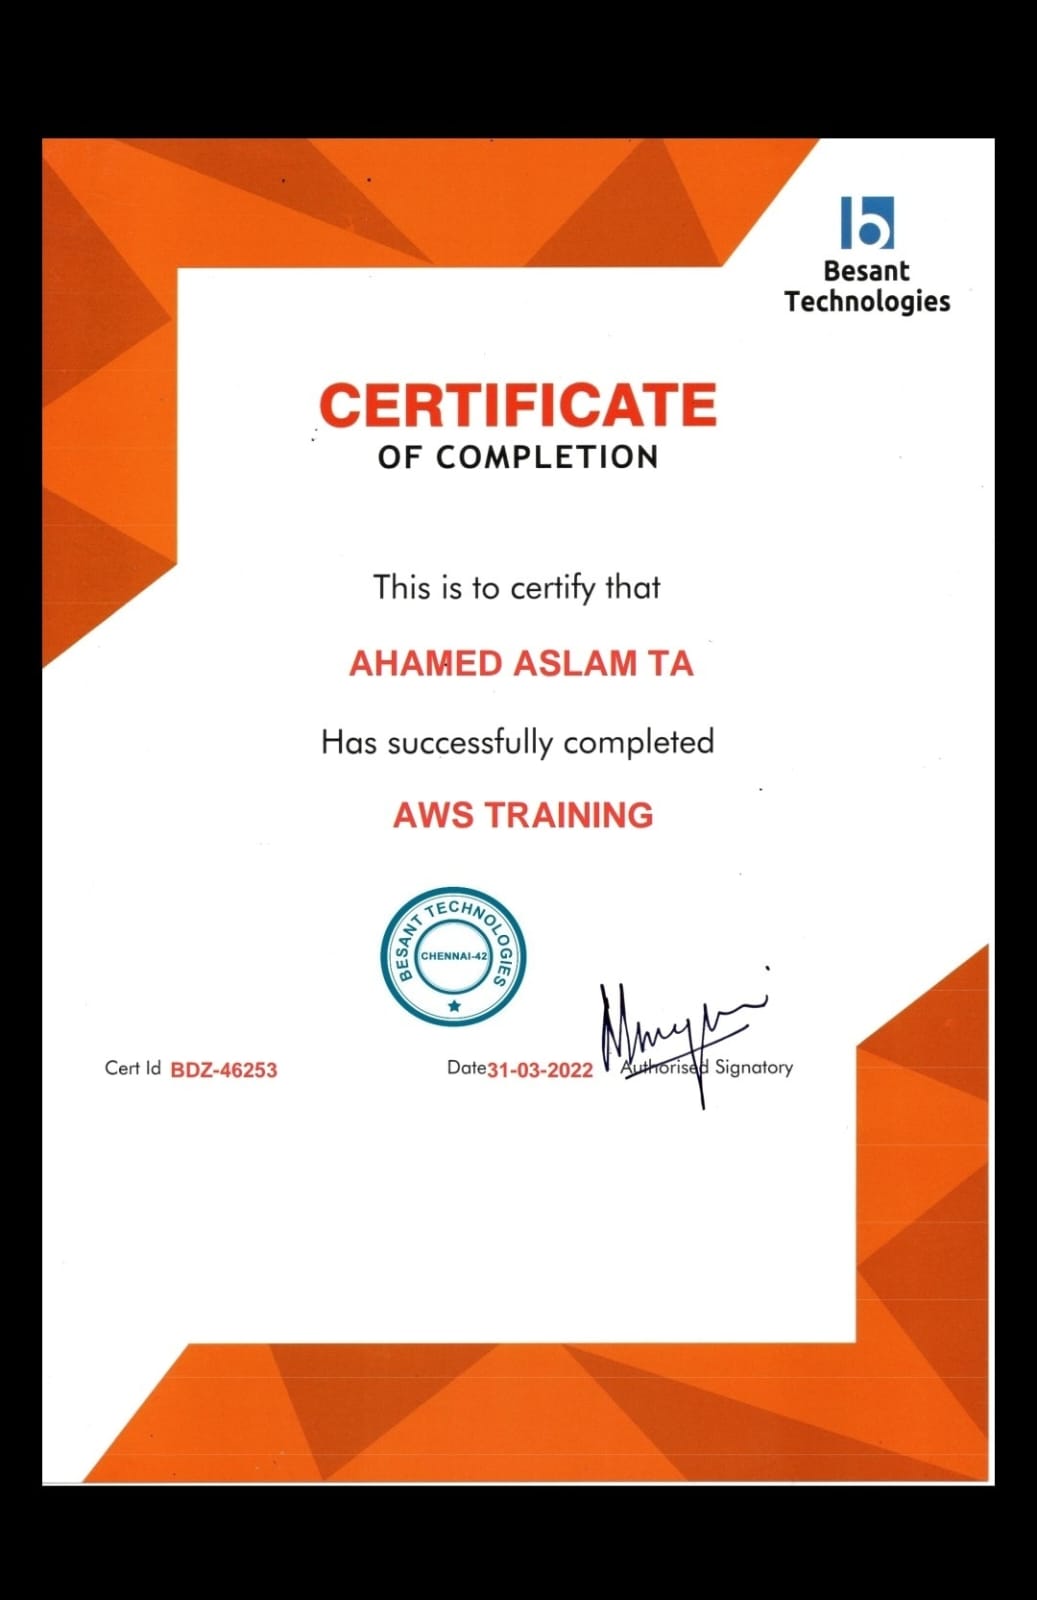 Besant
Technologies
CERTIFICATE
OF COMPLETION
This is to certify that
AHAMED ASLAM TA
Has successfully completed
AWS TRAINING
BESANT TECHNOLOGIES
CHENNAI-42
Cert Id BDZ-46253
Date31-03-2022
Authorised Signatory